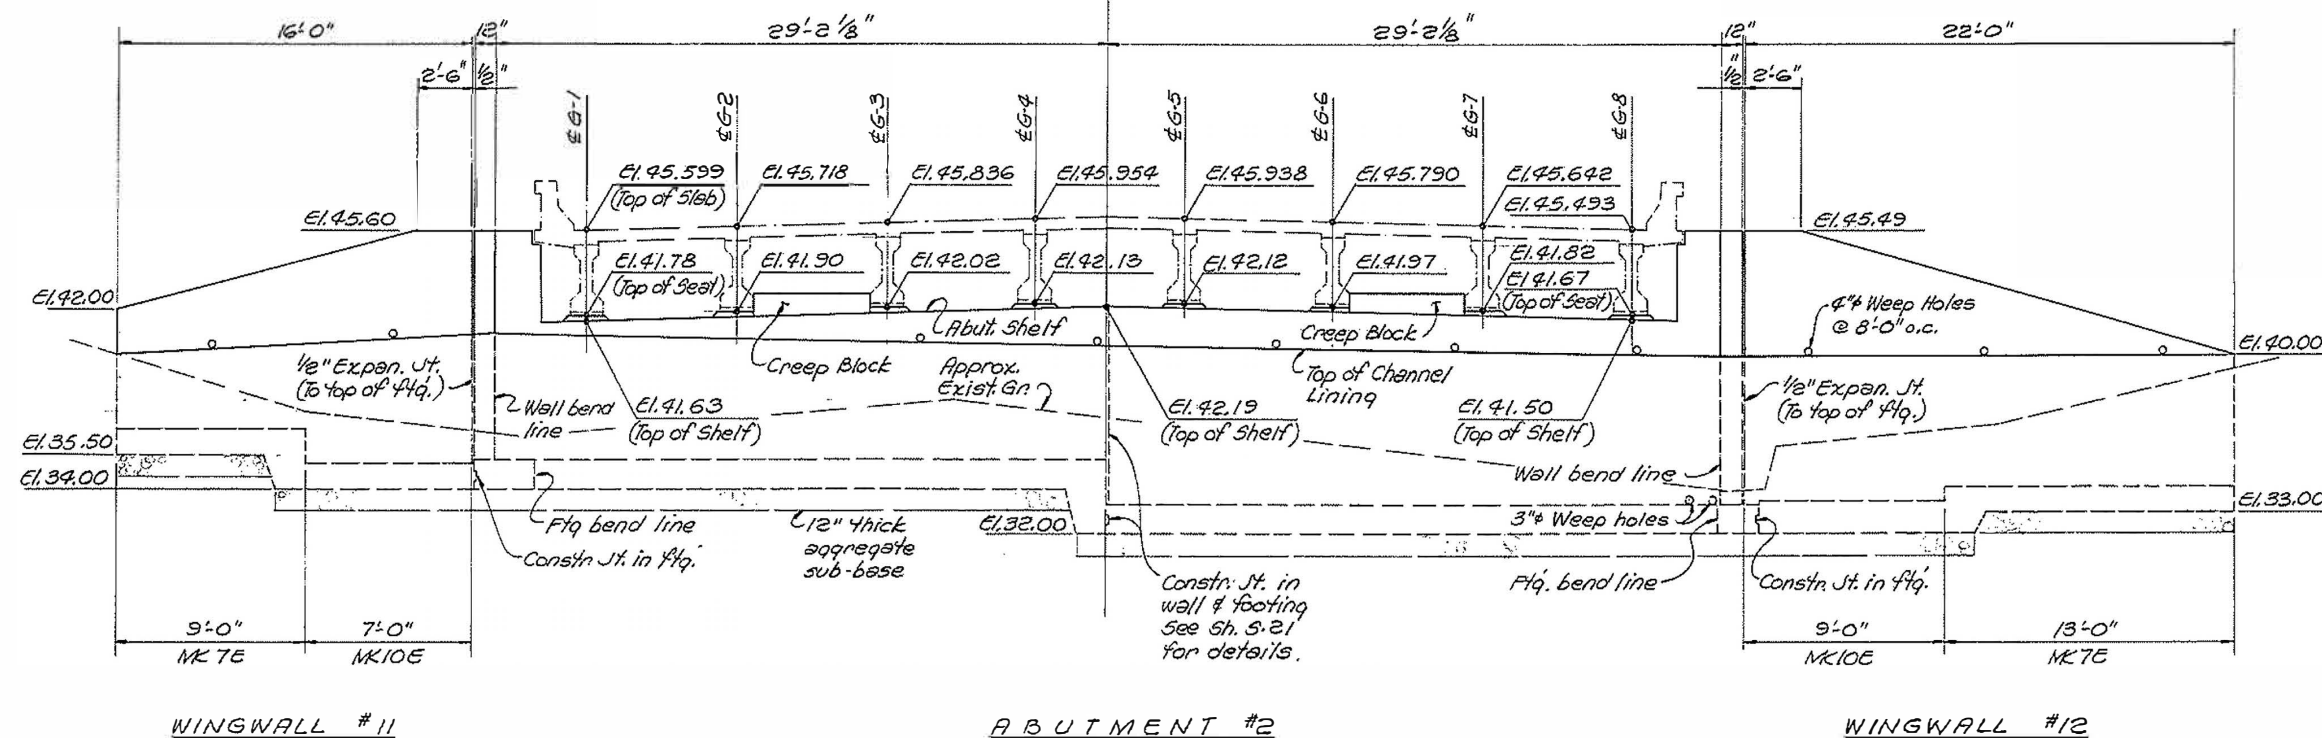 16'-0"
12"
29'-2 1/8"
29'-2 1/8"
12"
22'-0"
2'-6"
1/2"
1/2"
2'-6"
℄ G-1
℄ G-2
℄ G-3
℄ G-4
℄ G-5
℄ G-6
℄ G-7
℄ G-8
El. 45.599
(Top of Slab)
El. 45.718
El. 45.836
El. 45.954
El. 45.938
El. 45.790
El. 45.642
El. 45.493
El. 45.60
El. 45.49
El. 41.78
(Top of Seat)
El. 41.90
El. 42.02
El. 42.13
El. 42.12
El. 41.97
El. 41.82
El. 41.67
(Top of Seat)
El. 42.00
4"ϕ Weep Holes
@ 8'-0" o.c.
Abut. Shelf
Creep Block
Creep Block
El. 40.00
1/2" Expan. Jt.
(To top of ftg.)
Approx.
Exist. Gr.
Top of Channel
Lining
1/2" Expan. Jt.
(To top of ftg.)
Wall bend
line
El. 41.63
(Top of Shelf)
El. 42.19
(Top of Shelf)
El. 41.50
(Top of Shelf)
El. 35.50
El. 34.00
Wall bend line
El. 33.00
Ftg bend line
12" thick
aggregate
sub-base
El. 32.00
3"ϕ Weep holes
Constr. Jt. in ftg.
Constr. Jt. in
wall & footing
See Sh. S-21
for details.
Ftg. bend line
Constr. Jt. in ftg.
9'-0"
MK 7E
7'-0"
MK10E
9'-0"
MK10E
13'-0"
MK 7E
WINGWALL #11
ABUTMENT #2
WINGWALL #12